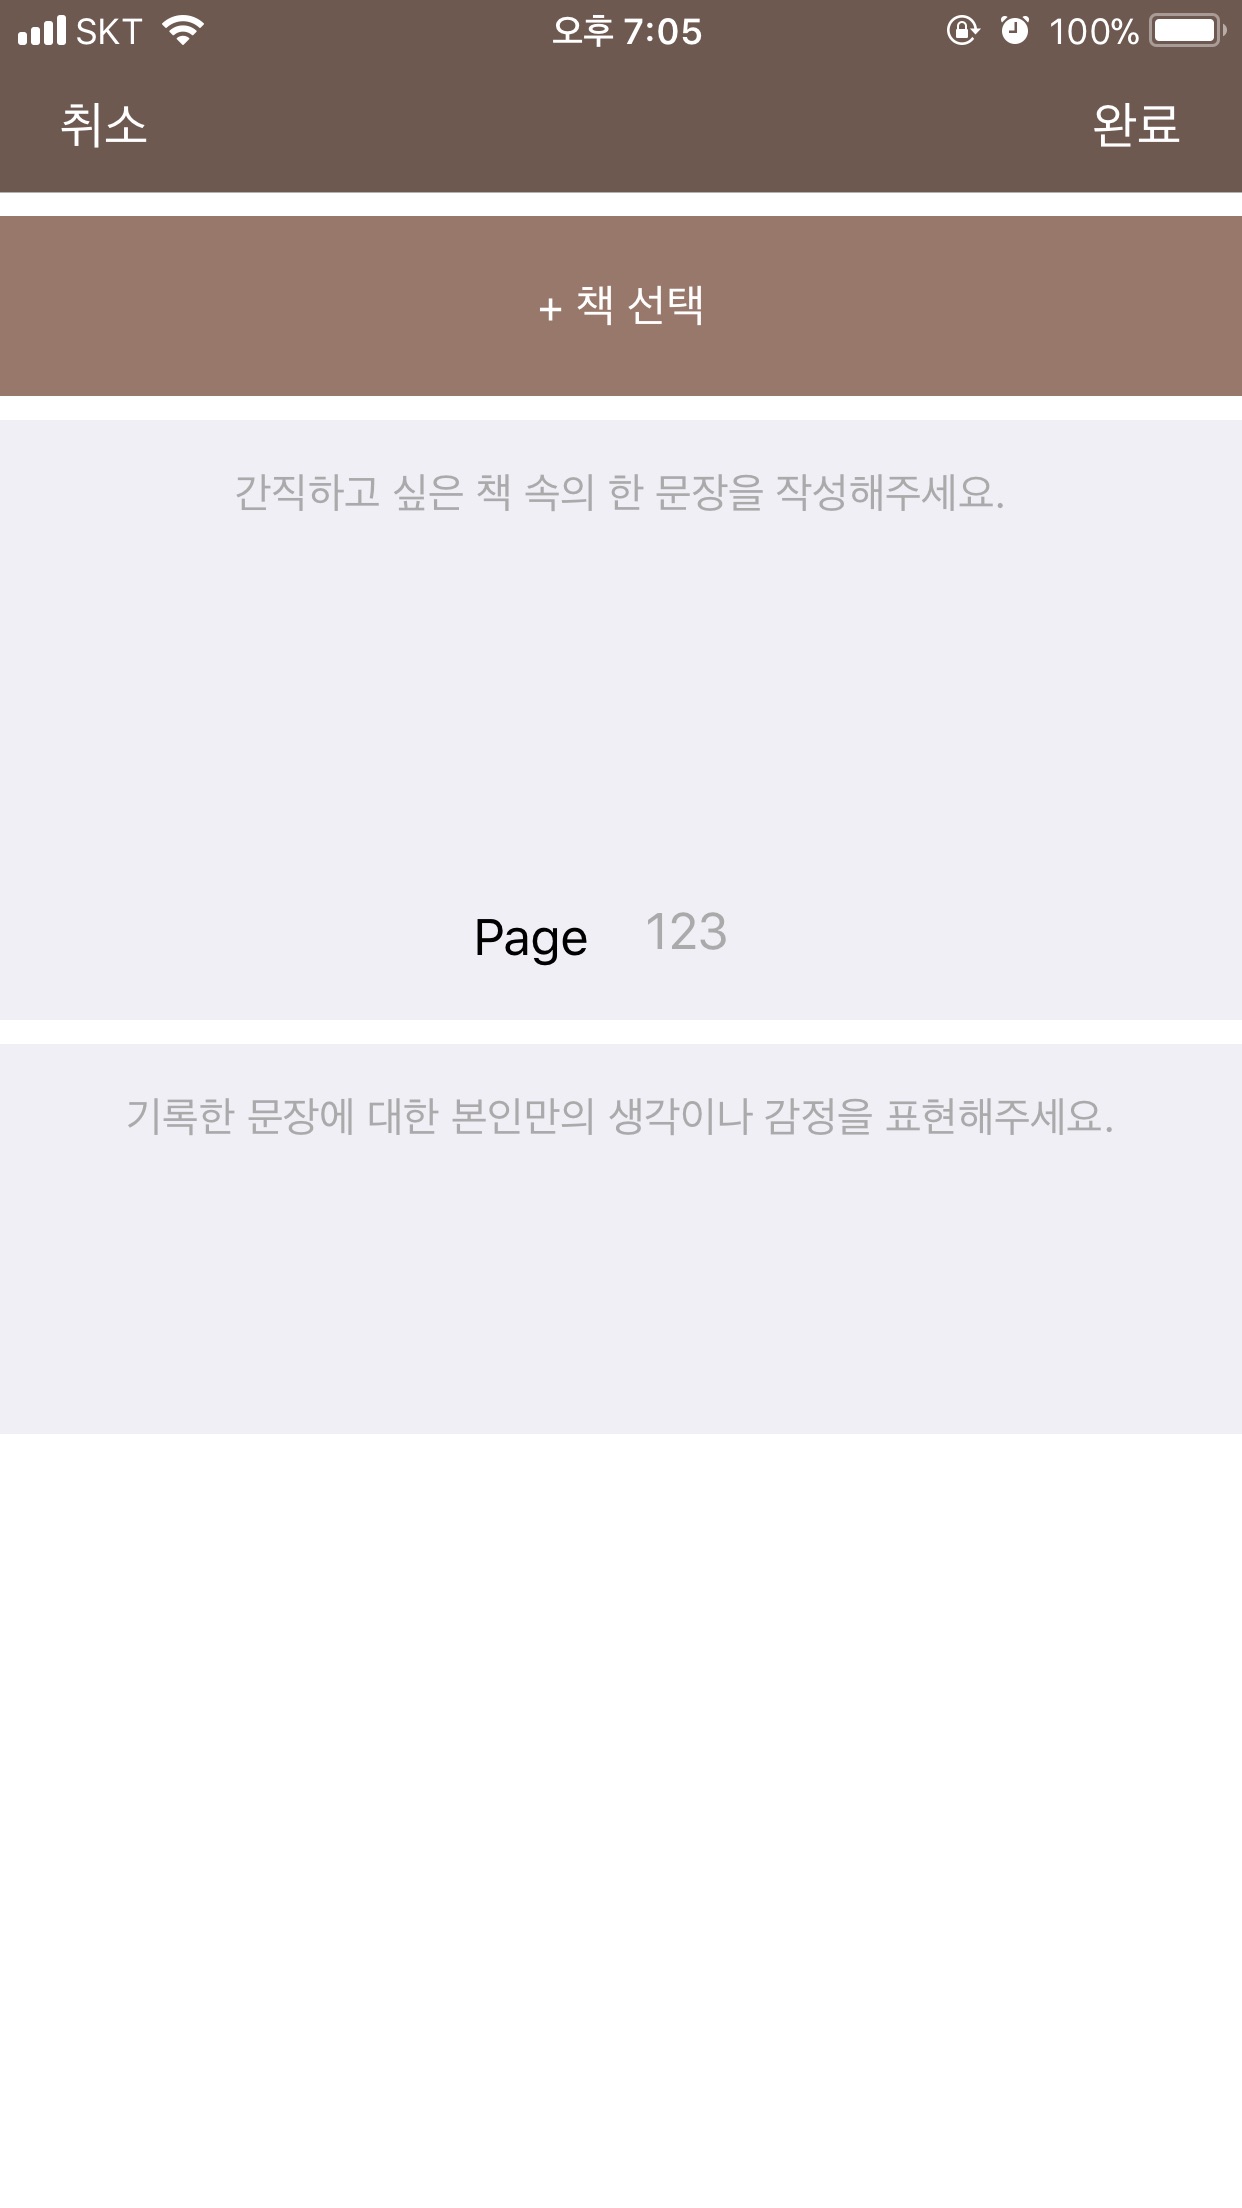 SKT 오후 7:05 100%
취소 완료
+ 책 선택
간직하고 싶은 책 속의 한 문장을 작성해주세요.
Page 123
기록한 문장에 대한 본인만의 생각이나 감정을 표현해주세요.